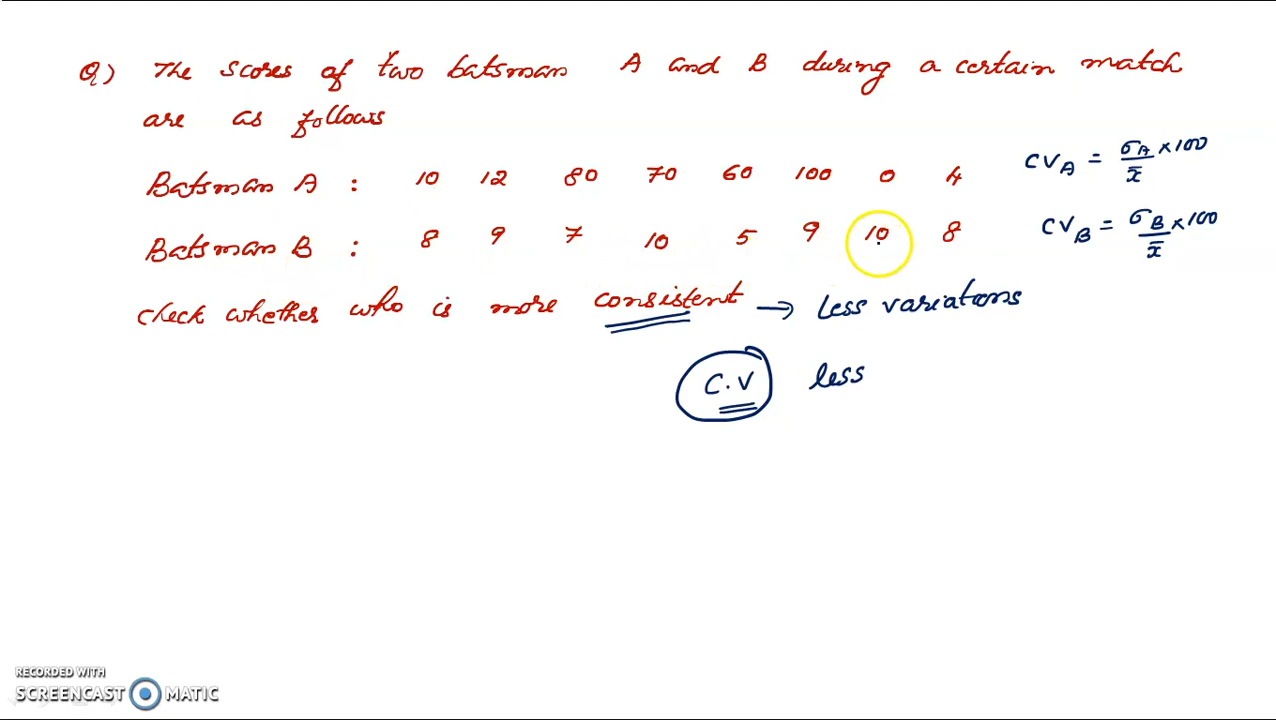 Q) The scores of two batsman A and B during a certain match
are as follows
Batsman A : 10 12 80 70 60 100 0 4
CV_A = σ_A/x̄ × 100
Batsman B : 8 9 7 10 5 9 10 8
CV_B = σ_B/x̄ × 100
check whether who is more consistent → less variations
C.V less
RECORDED WITH
SCREENCAST MATIC